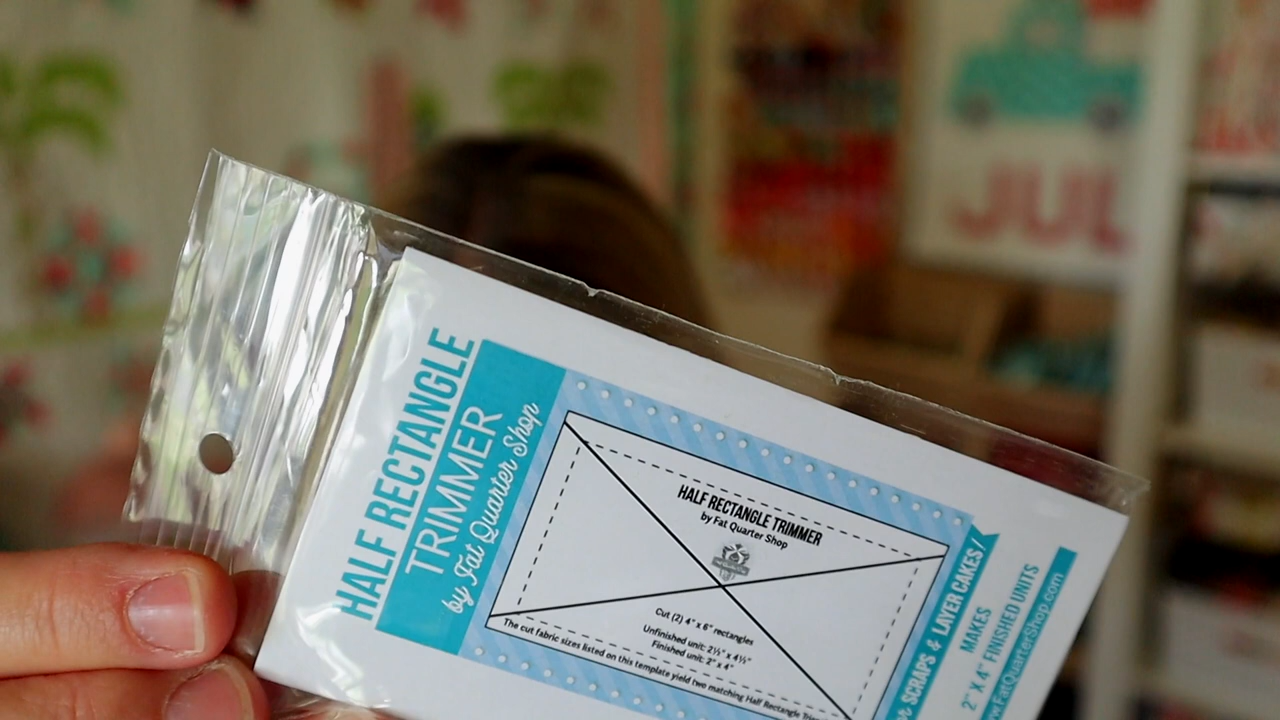 HALF RECTANGLE
TRIMMER
by Fat Quarter Shop
HALF RECTANGLE TRIMMER
by Fat Quarter Shop
Cut (2) 4" x 6" rectangles
Unfinished unit: 2½" x 4½"
Finished unit: 2" x 4"
The cut fabric sizes listed on this template yield two matching Half Rectangle
SCRAPS & LAYER CAKES /
MAKES
2" X 4" FINISHED UNITS
FatQuarterShop.com
JUL